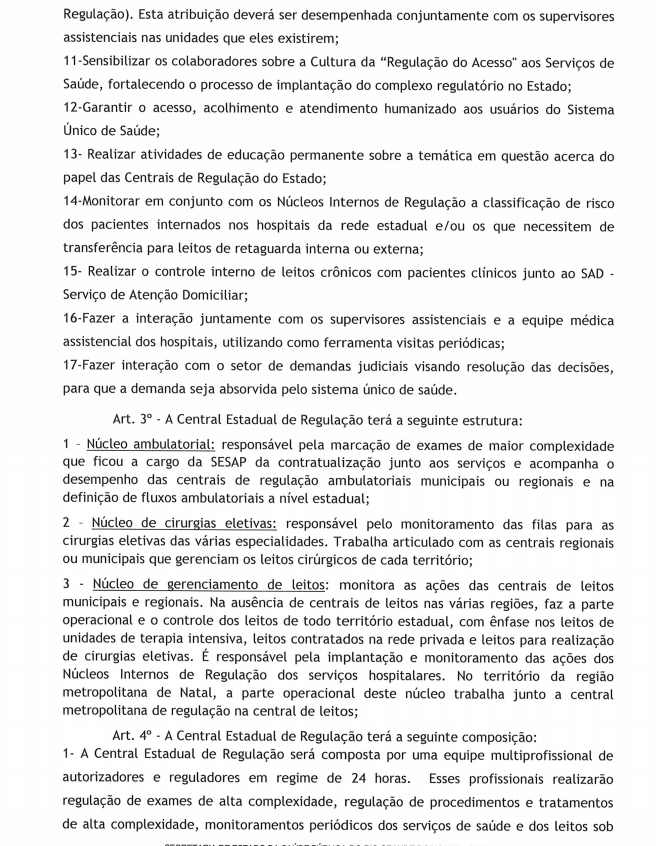 Regulação). Esta atribuição deverá ser desempenhada conjuntamente com os supervisores
assistenciais nas unidades que eles existirem;
11-Sensibilizar os colaboradores sobre a Cultura da “Regulação do Acesso" aos Serviços de
Saúde, fortalecendo o processo de implantação do complexo regulatório no Estado;
12-Garantir o acesso, acolhimento e atendimento humanizado aos usuários do Sistema
Único de Saúde;
13- Realizar atividades de educação permanente sobre a temática em questão acerca do
papel das Centrais de Regulação do Estado;
14-Monitorar em conjunto com os Núcleos Internos de Regulação a classificação de risco
dos pacientes internados nos hospitais da rede estadual e/ou os que necessitem de
transferência para leitos de retaguarda interna ou externa;
15- Realizar o controle interno de leitos crônicos com pacientes clínicos junto ao SAD -
Serviço de Atenção Domiciliar;
16-Fazer a interação juntamente com os supervisores assistenciais e a equipe médica
assistencial dos hospitais, utilizando como ferramenta visitas periódicas;
17-Fazer interação com o setor de demandas judiciais visando resolução das decisões,
para que a demanda seja absorvida pelo sistema único de saúde.
Art. 3º - A Central Estadual de Regulação terá a seguinte estrutura:
1 - Núcleo ambulatorial: responsável pela marcação de exames de maior complexidade
que ficou a cargo da SESAP da contratualização junto aos serviços e acompanha o
desempenho das centrais de regulação ambulatoriais municipais ou regionais e na
definição de fluxos ambulatoriais a nível estadual;
2 - Núcleo de cirurgias eletivas: responsável pelo monitoramento das filas para as
cirurgias eletivas das várias especialidades. Trabalha articulado com as centrais regionais
ou municipais que gerenciam os leitos cirúrgicos de cada território;
3 - Núcleo de gerenciamento de leitos: monitora as ações das centrais de leitos
municipais e regionais. Na ausência de centrais de leitos nas várias regiões, faz a parte
operacional e o controle dos leitos de todo território estadual, com ênfase nos leitos de
unidades de terapia intensiva, leitos contratados na rede privada e leitos para realização
de cirurgias eletivas. É responsável pela implantação e monitoramento das ações dos
Núcleos Internos de Regulação dos serviços hospitalares. No território da região
metropolitana de Natal, a parte operacional deste núcleo trabalha junto a central
metropolitana de regulação na central de leitos;
Art. 4º - A Central Estadual de Regulação terá a seguinte composição:
1- A Central Estadual de Regulação será composta por uma equipe multiprofissional de
autorizadores e reguladores em regime de 24 horas. Esses profissionais realizarão
regulação de exames de alta complexidade, regulação de procedimentos e tratamentos
de alta complexidade, monitoramentos periódicos dos serviços de saúde e dos leitos sob